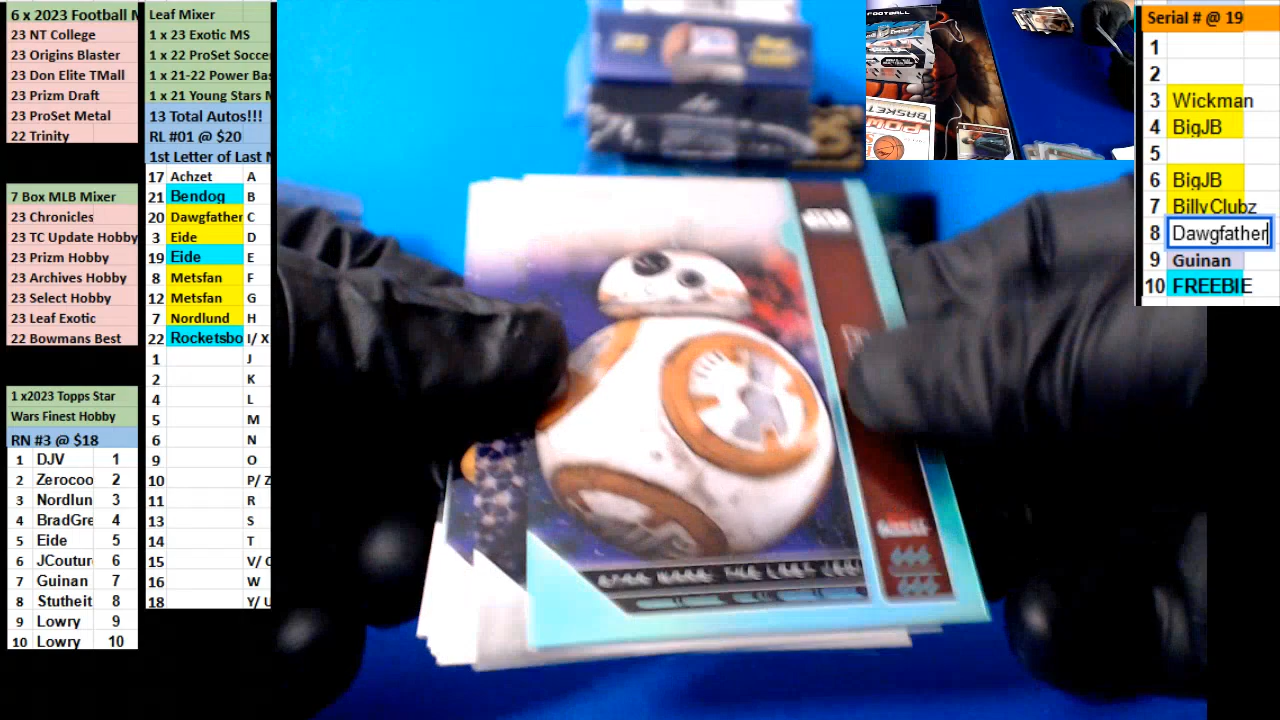 6 x 2023 Football
23 NT College
23 Origins Blaster
23 Don Elite TMall
23 Prizm Draft
23 ProSet Metal
22 Trinity
7 Box MLB Mixer
23 Chronicles
23 TC Update Hobby
23 Prizm Hobby
23 Archives Hobby
23 Select Hobby
23 Leaf Exotic
22 Bowmans Best
1 x2023 Topps Star
Wars Finest Hobby
RN #3 @ $18
1 DJV 1
2 Zerocoo 2
3 Nordlun 3
4 BradGre 4
5 Eide 5
6 JCoutur 6
7 Guinan 7
8 Stutheit 8
9 Lowry 9
10 Lowry 10
Leaf Mixer
1 x 23 Exotic MS
1 x 22 ProSet Socce
1 x 21-22 Power Bas
1 x 21 Young Stars
13 Total Autos!!!
RL #01 @ $20
1st Letter of Last
17 Achzet A
21 Bendog B
20 Dawgfather C
3 Eide D
19 Eide E
8 Metsfan F
12 Metsfan G
7 Nordlund H
22 Rocketsbo I/ X
1 J
2 K
4 L
5 M
6 N
9 O
10 P/ Z
11 R
13 S
14 T
15 V/
16 W
18 Y/ U
FOOTBALL
Serial # @ 19
1
2
3 Wickman
4 BigJB
5
6 BigJB
7 BillyClubz
8 Dawgfather
9 Guinan
10 FREEBIE